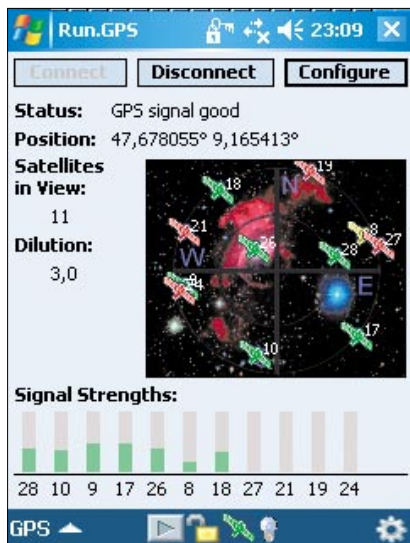 Run.GPS 23:09
Connect Disconnect Configure
Status: GPS signal good
Position: 47,678055° 9,165413°
Satellites in View:
11
Dilution:
3,0
19
18
N
21
8
27
26
28
W
E
9
24
17
10
Signal Strengths:
28 10 9 17 26 8 18 27 21 19 24
GPS